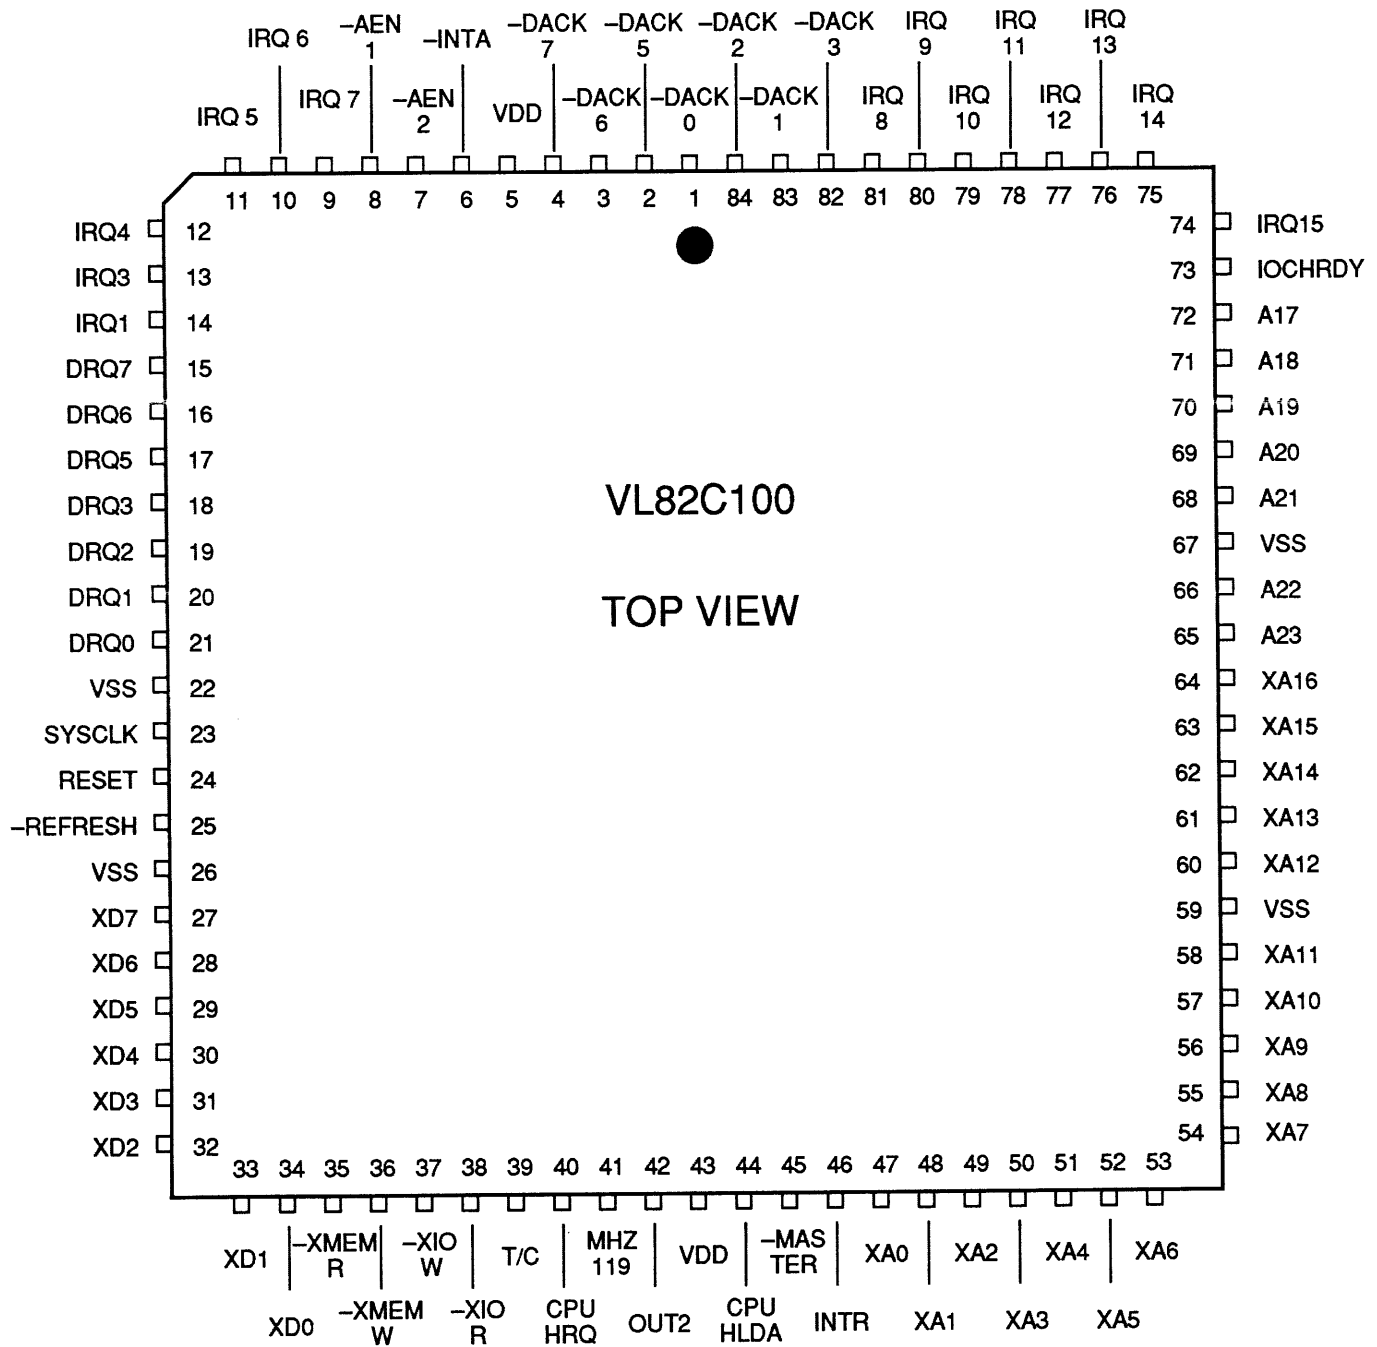 –AEN –INTA –DACK –DACK –DACK –DACK IRQ IRQ IRQ
IRQ 6 1 7 5 2 3 9 11 13
IRQ 5 IRQ 7 –AEN VDD –DACK –DACK –DACK IRQ IRQ IRQ IRQ
2 6 0 1 8 10 12 14
11 10 9 8 7 6 5 4 3 2 1 84 83 82 81 80 79 78 77 76 75
IRQ4 12 74 IRQ15
IRQ3 13 73 IOCHRDY
IRQ1 14 72 A17
DRQ7 15 71 A18
DRQ6 16 70 A19
DRQ5 17 69 A20
DRQ3 18 VL82C100 68 A21
DRQ2 19 67 VSS
DRQ1 20 TOP VIEW 66 A22
DRQ0 21 65 A23
VSS 22 64 XA16
SYSCLK 23 63 XA15
RESET 24 62 XA14
–REFRESH 25 61 XA13
VSS 26 60 XA12
XD7 27 59 VSS
XD6 28 58 XA11
XD5 29 57 XA10
XD4 30 56 XA9
XD3 31 55 XA8
XD2 32 54 XA7
33 34 35 36 37 38 39 40 41 42 43 44 45 46 47 48 49 50 51 52 53
XD1 –XMEM –XIO T/C MHZ VDD –MAS XA0 XA2 XA4 XA6
R W 119 TER
XD0 –XMEM –XIO CPU OUT2 CPU INTR XA1 XA3 XA5
W R HRQ HLDA